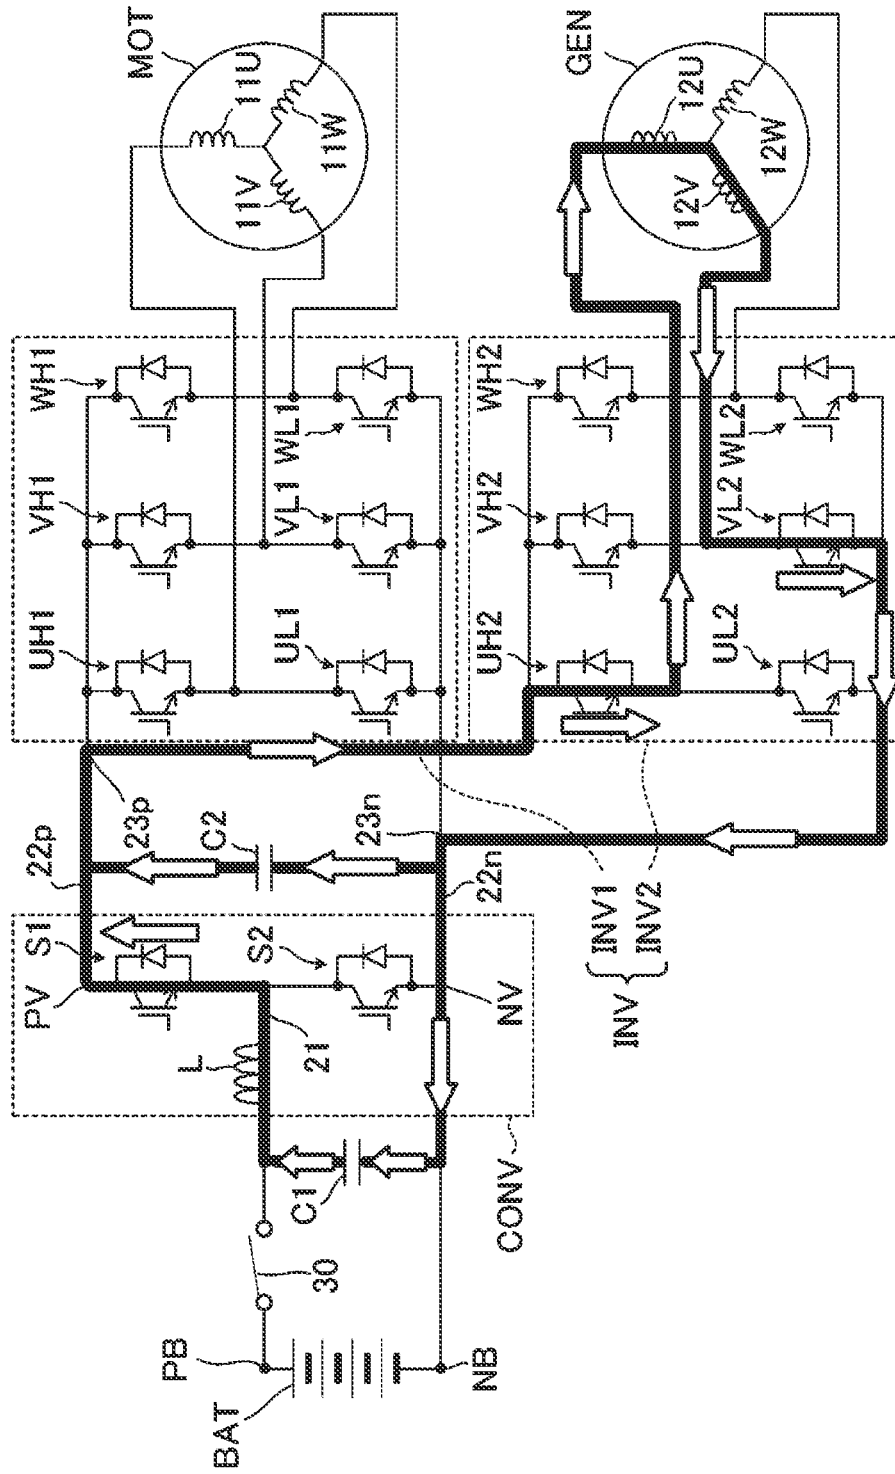 MOT
11U
11V
11W
GEN
12U
12V
12W
WH1
VH1
UH1
WL1
VL1
UL1
WH2
VH2
UH2
WL2
VL2
UL2
22p
23p
C2
23n
22n
INV1
INV2
INV
S1
PV
S2
NV
L
21
C1
CONV
30
PB
BAT
NB